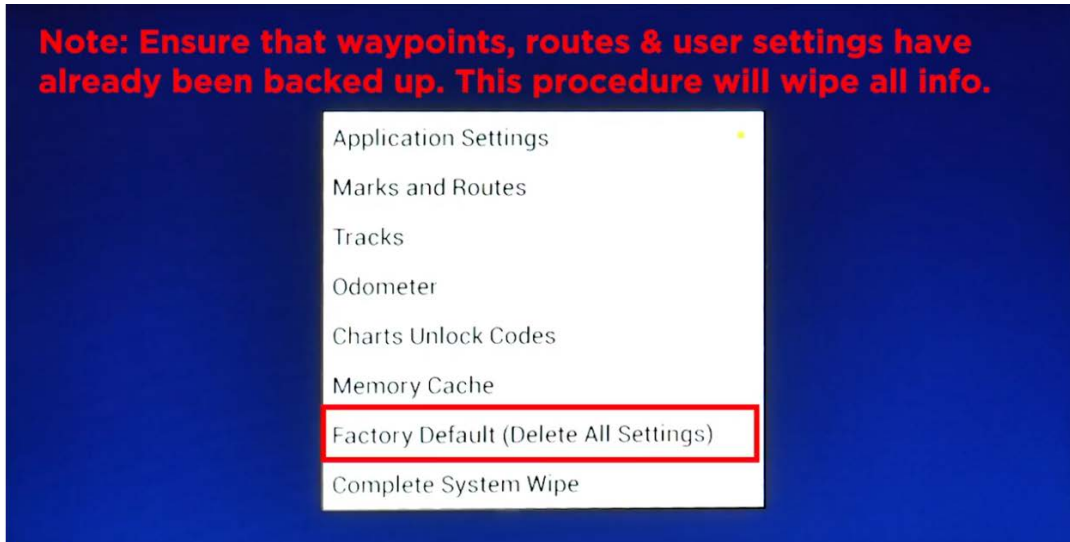 Note: Ensure that waypoints, routes & user settings have
already been backed up. This procedure will wipe all info.
Application Settings
Marks and Routes
Tracks
Odometer
Charts Unlock Codes
Memory Cache
Factory Default (Delete All Settings)
Complete System Wipe